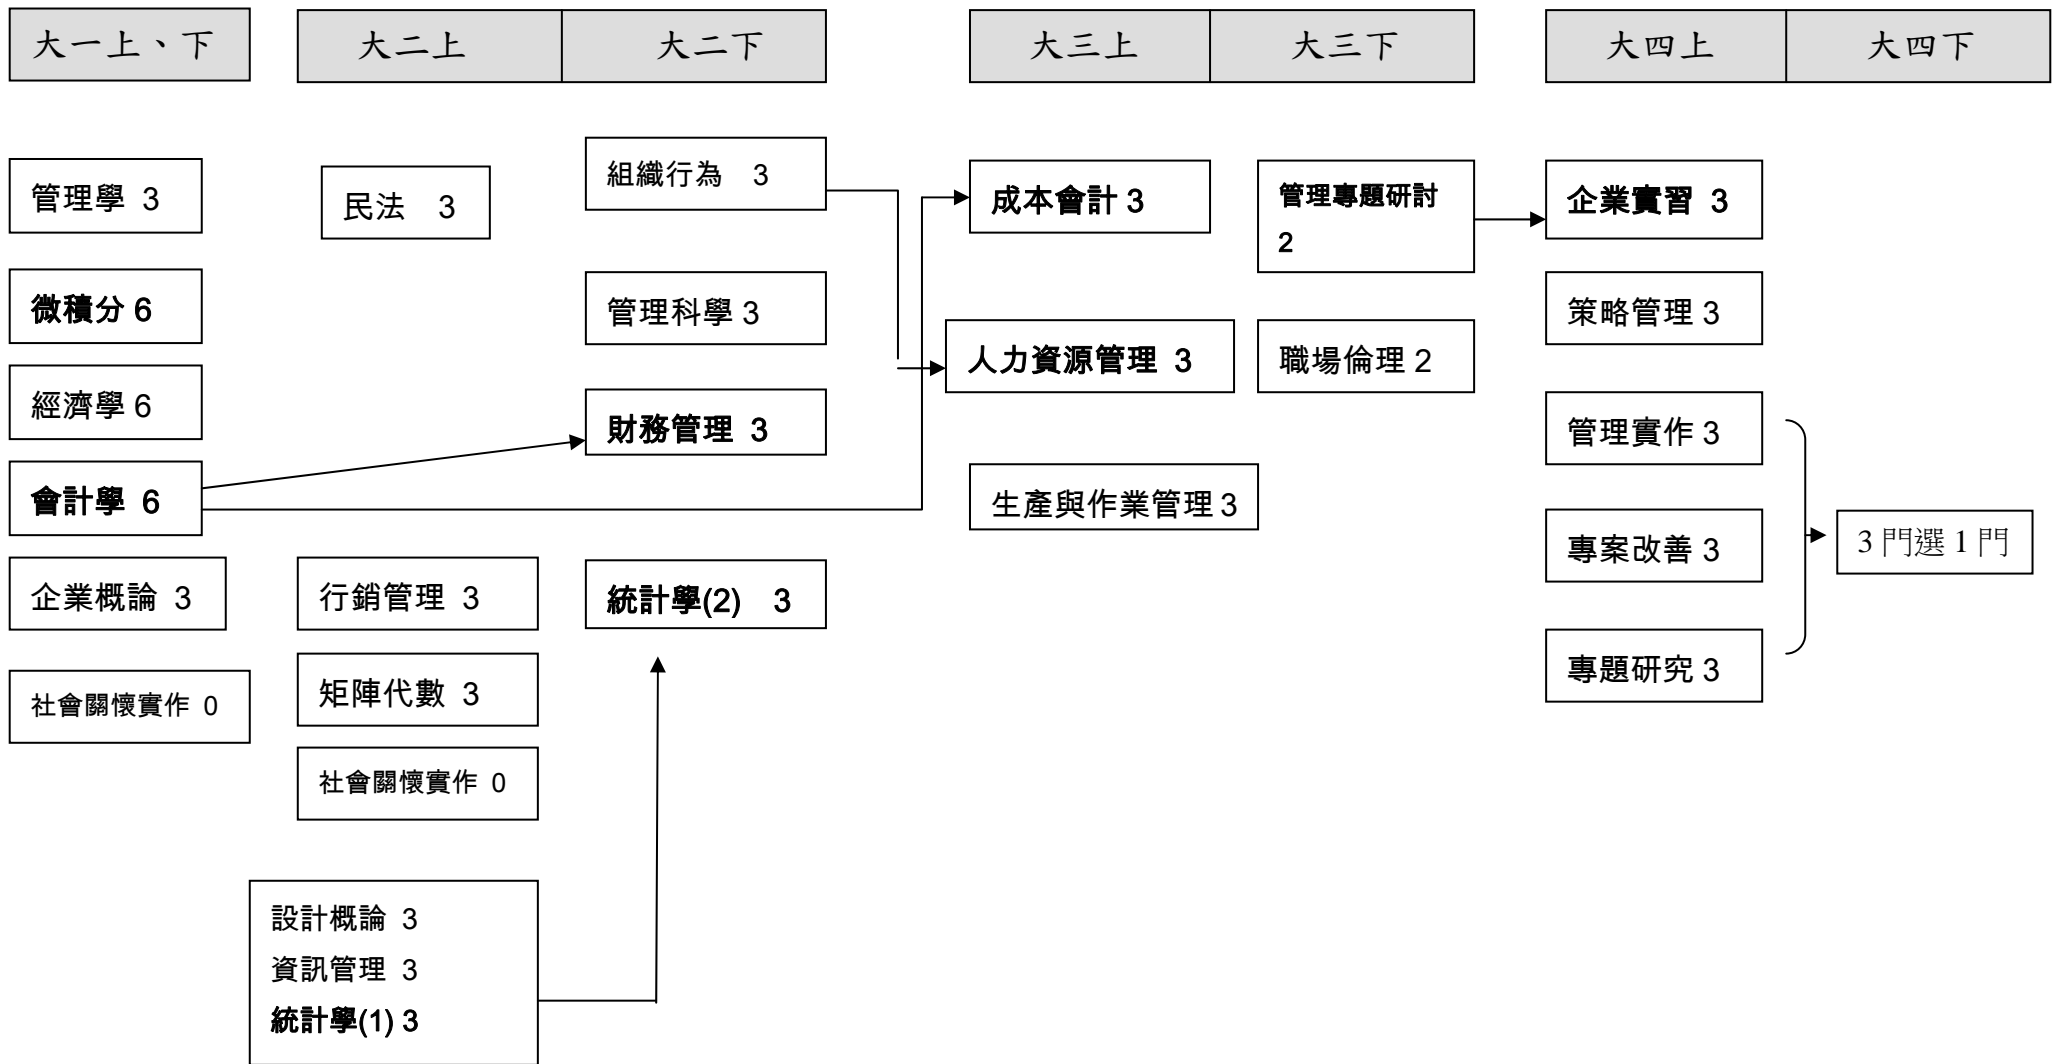 大一上、下
大二上
大二下
大三上
大三下
大四上
大四下
管理學 3
微積分 6
經濟學 6
會計學 6
企業概論 3
社會關懷實作 0
民法 3
行銷管理 3
矩陣代數 3
社會關懷實作 0
設計概論 3
資訊管理 3
統計學(1) 3
組織行為 3
管理科學 3
財務管理 3
統計學(2) 3
成本會計 3
人力資源管理 3
生產與作業管理 3
管理專題研討
2
職場倫理 2
企業實習 3
策略管理 3
管理實作 3
專案改善 3
專題研究 3
3 門選 1 門